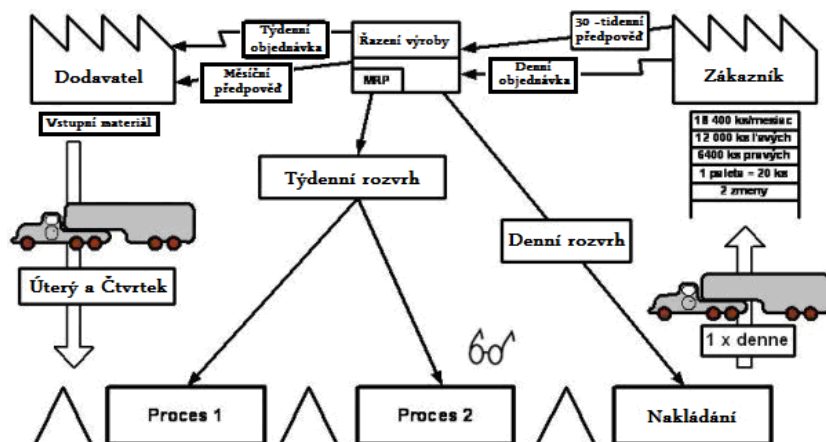 Dodavatel
Týdenní
objednávka
Měsíční
předpověď
Řazení výroby
MRP
30 -tidenní
předpověď
Denní
objednávka
Zákazník
Vstupní materiál
18 400 ks/mesiac
12 000 ks ľavých
6400 ks pravých
1 paleta = 20 ks
2 zmeny
Týdenní rozvrh
Denní rozvrh
Úterý a Čtvrtek
1 x denne
Proces 1
Proces 2
Nakládání